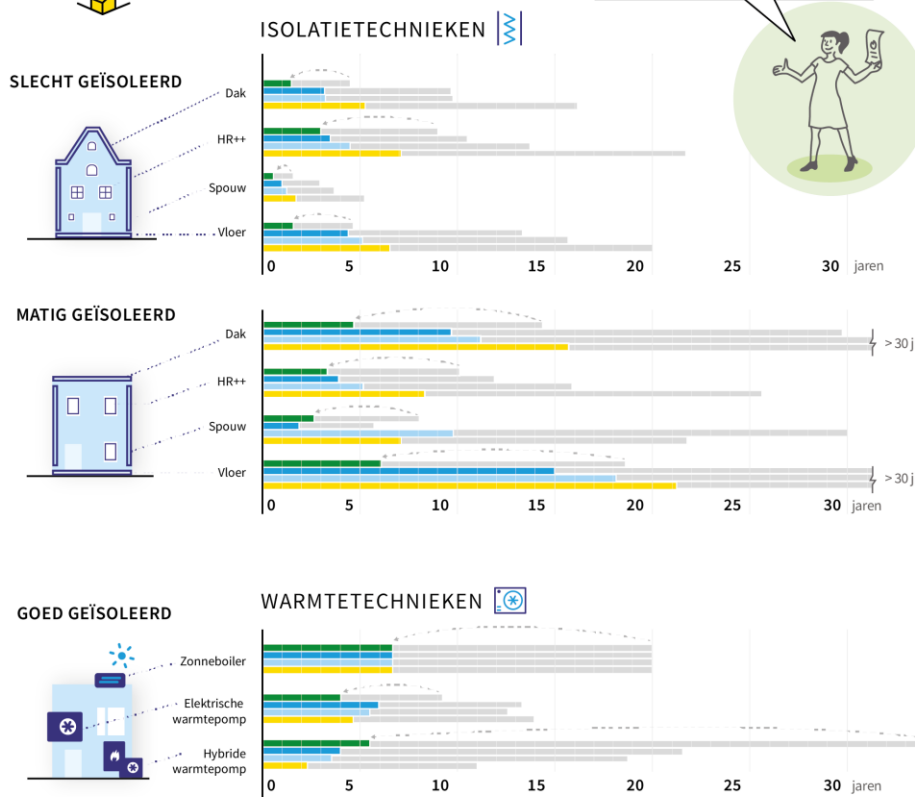 ISOLATIETECHNIEKEN
SLECHT GEÏSOLEERD
Dak
HR++
Spouw
Vloer
0 5 10 15 20 25 30 jaren
MATIG GEÏSOLEERD
Dak
> 30 j
HR++
Spouw
Vloer
> 30 j
0 5 10 15 20 25 30 jaren
WARMTETECHNIEKEN
GOED GEÏSOLEERD
Zonneboiler
Elektrische
warmtepomp
Hybride
warmtepomp
0 5 10 15 20 25 30 jaren